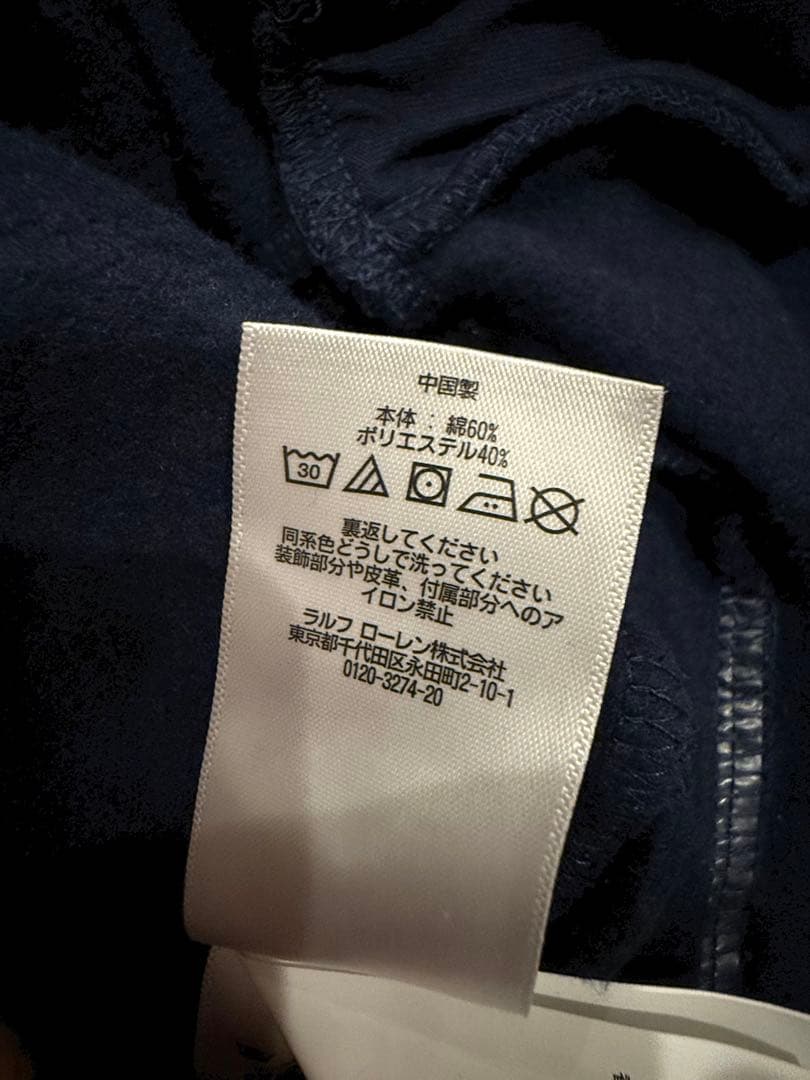 中国製
本体 : 綿60%
ポリエステル40%
30
裏返してください
同系色どうしで洗ってください
装飾部分や皮革、付属部分へのア
イロン禁止
ラルフ ローレン株式会社
東京都千代田区永田町2-10-1
0120-3274-20